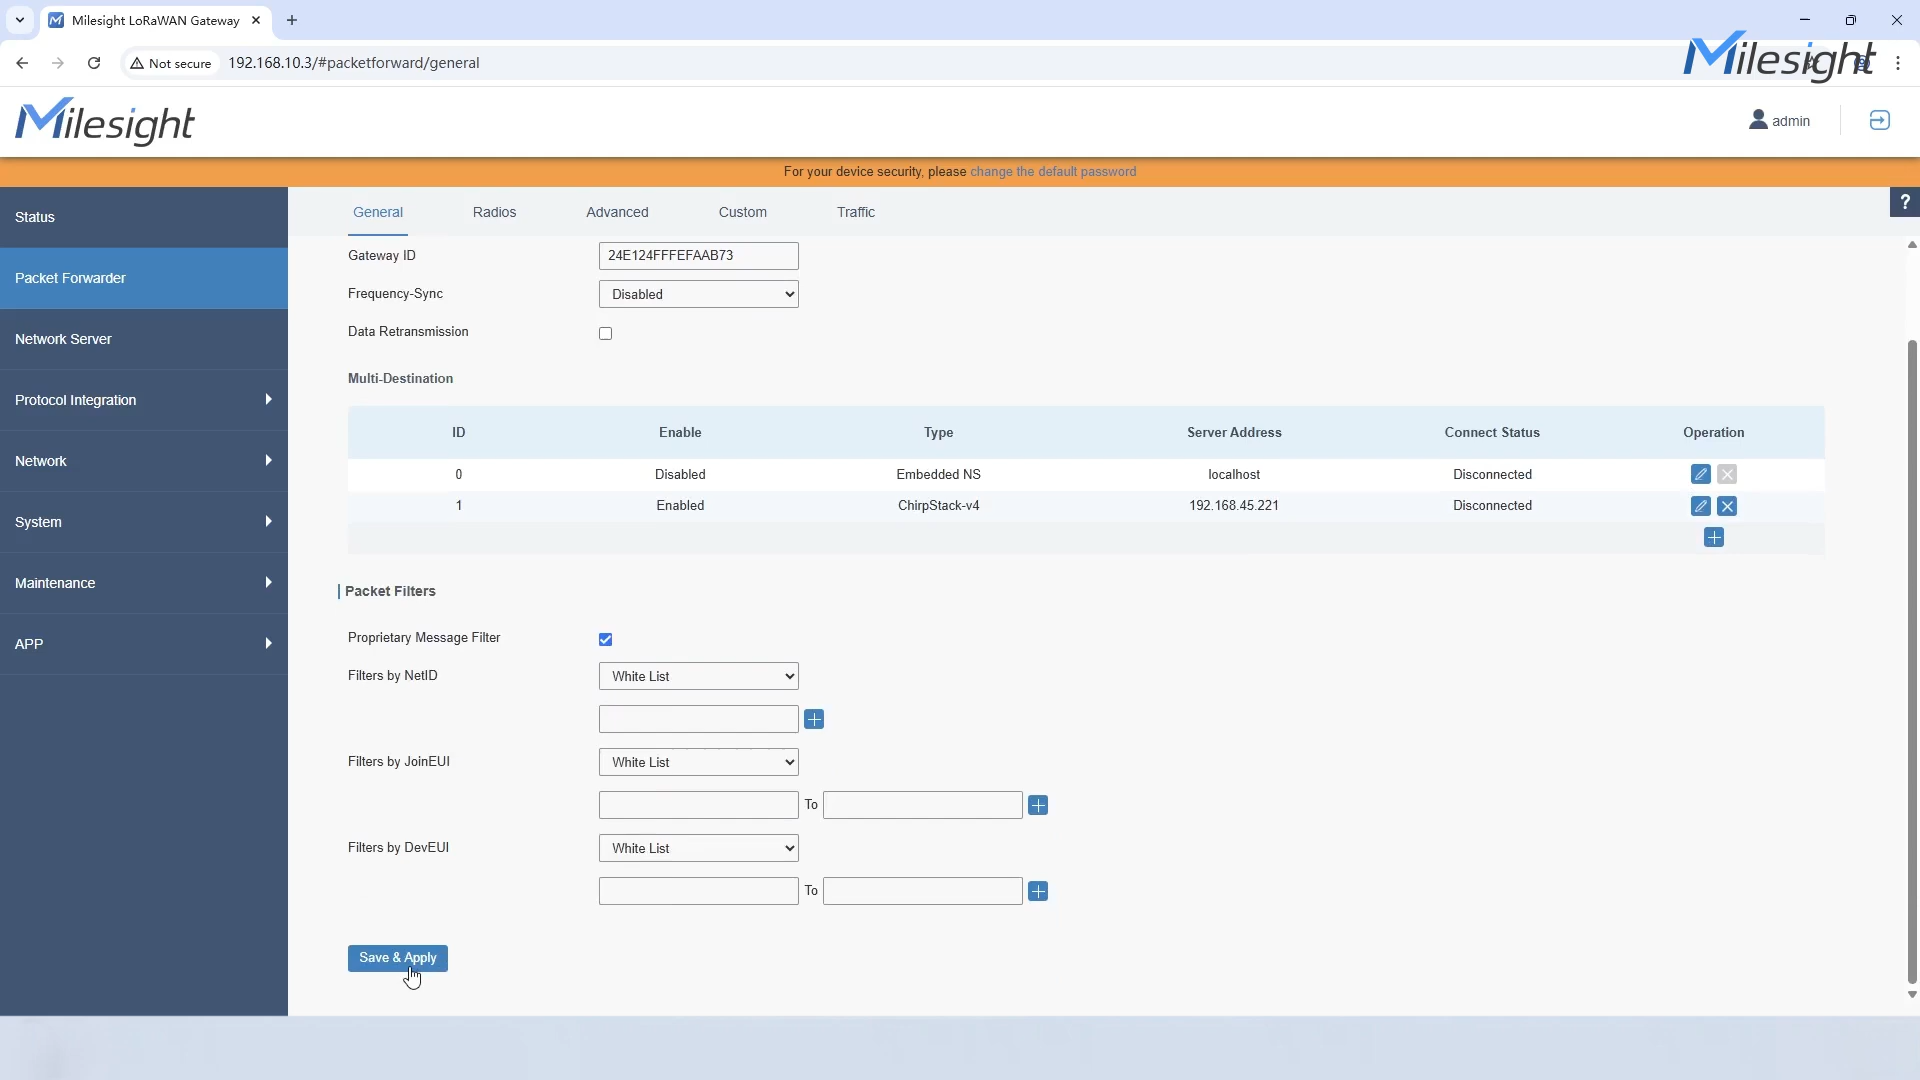 Milesight LoRaWAN Gateway
Not secure
192.168.10.3/#packetforward/general
Milesight
Milesight
admin
For your device security, please change the default password
?
Status
Packet Forwarder
Network Server
Protocol Integration
Network
System
Maintenance
APP
General Radios Advanced Custom Traffic
Gateway ID 24E124FFFEFAAB73
Frequency-Sync Disabled
Data Retransmission
Multi-Destination
ID Enable Type Server Address Connect Status Operation
0 Disabled Embedded NS localhost Disconnected
1 Enabled ChirpStack-v4 192.168.45.221 Disconnected
Packet Filters
Proprietary Message Filter
Filters by NetID White List
Filters by JoinEUI White List
To
Filters by DevEUI White List
To
Save & Apply